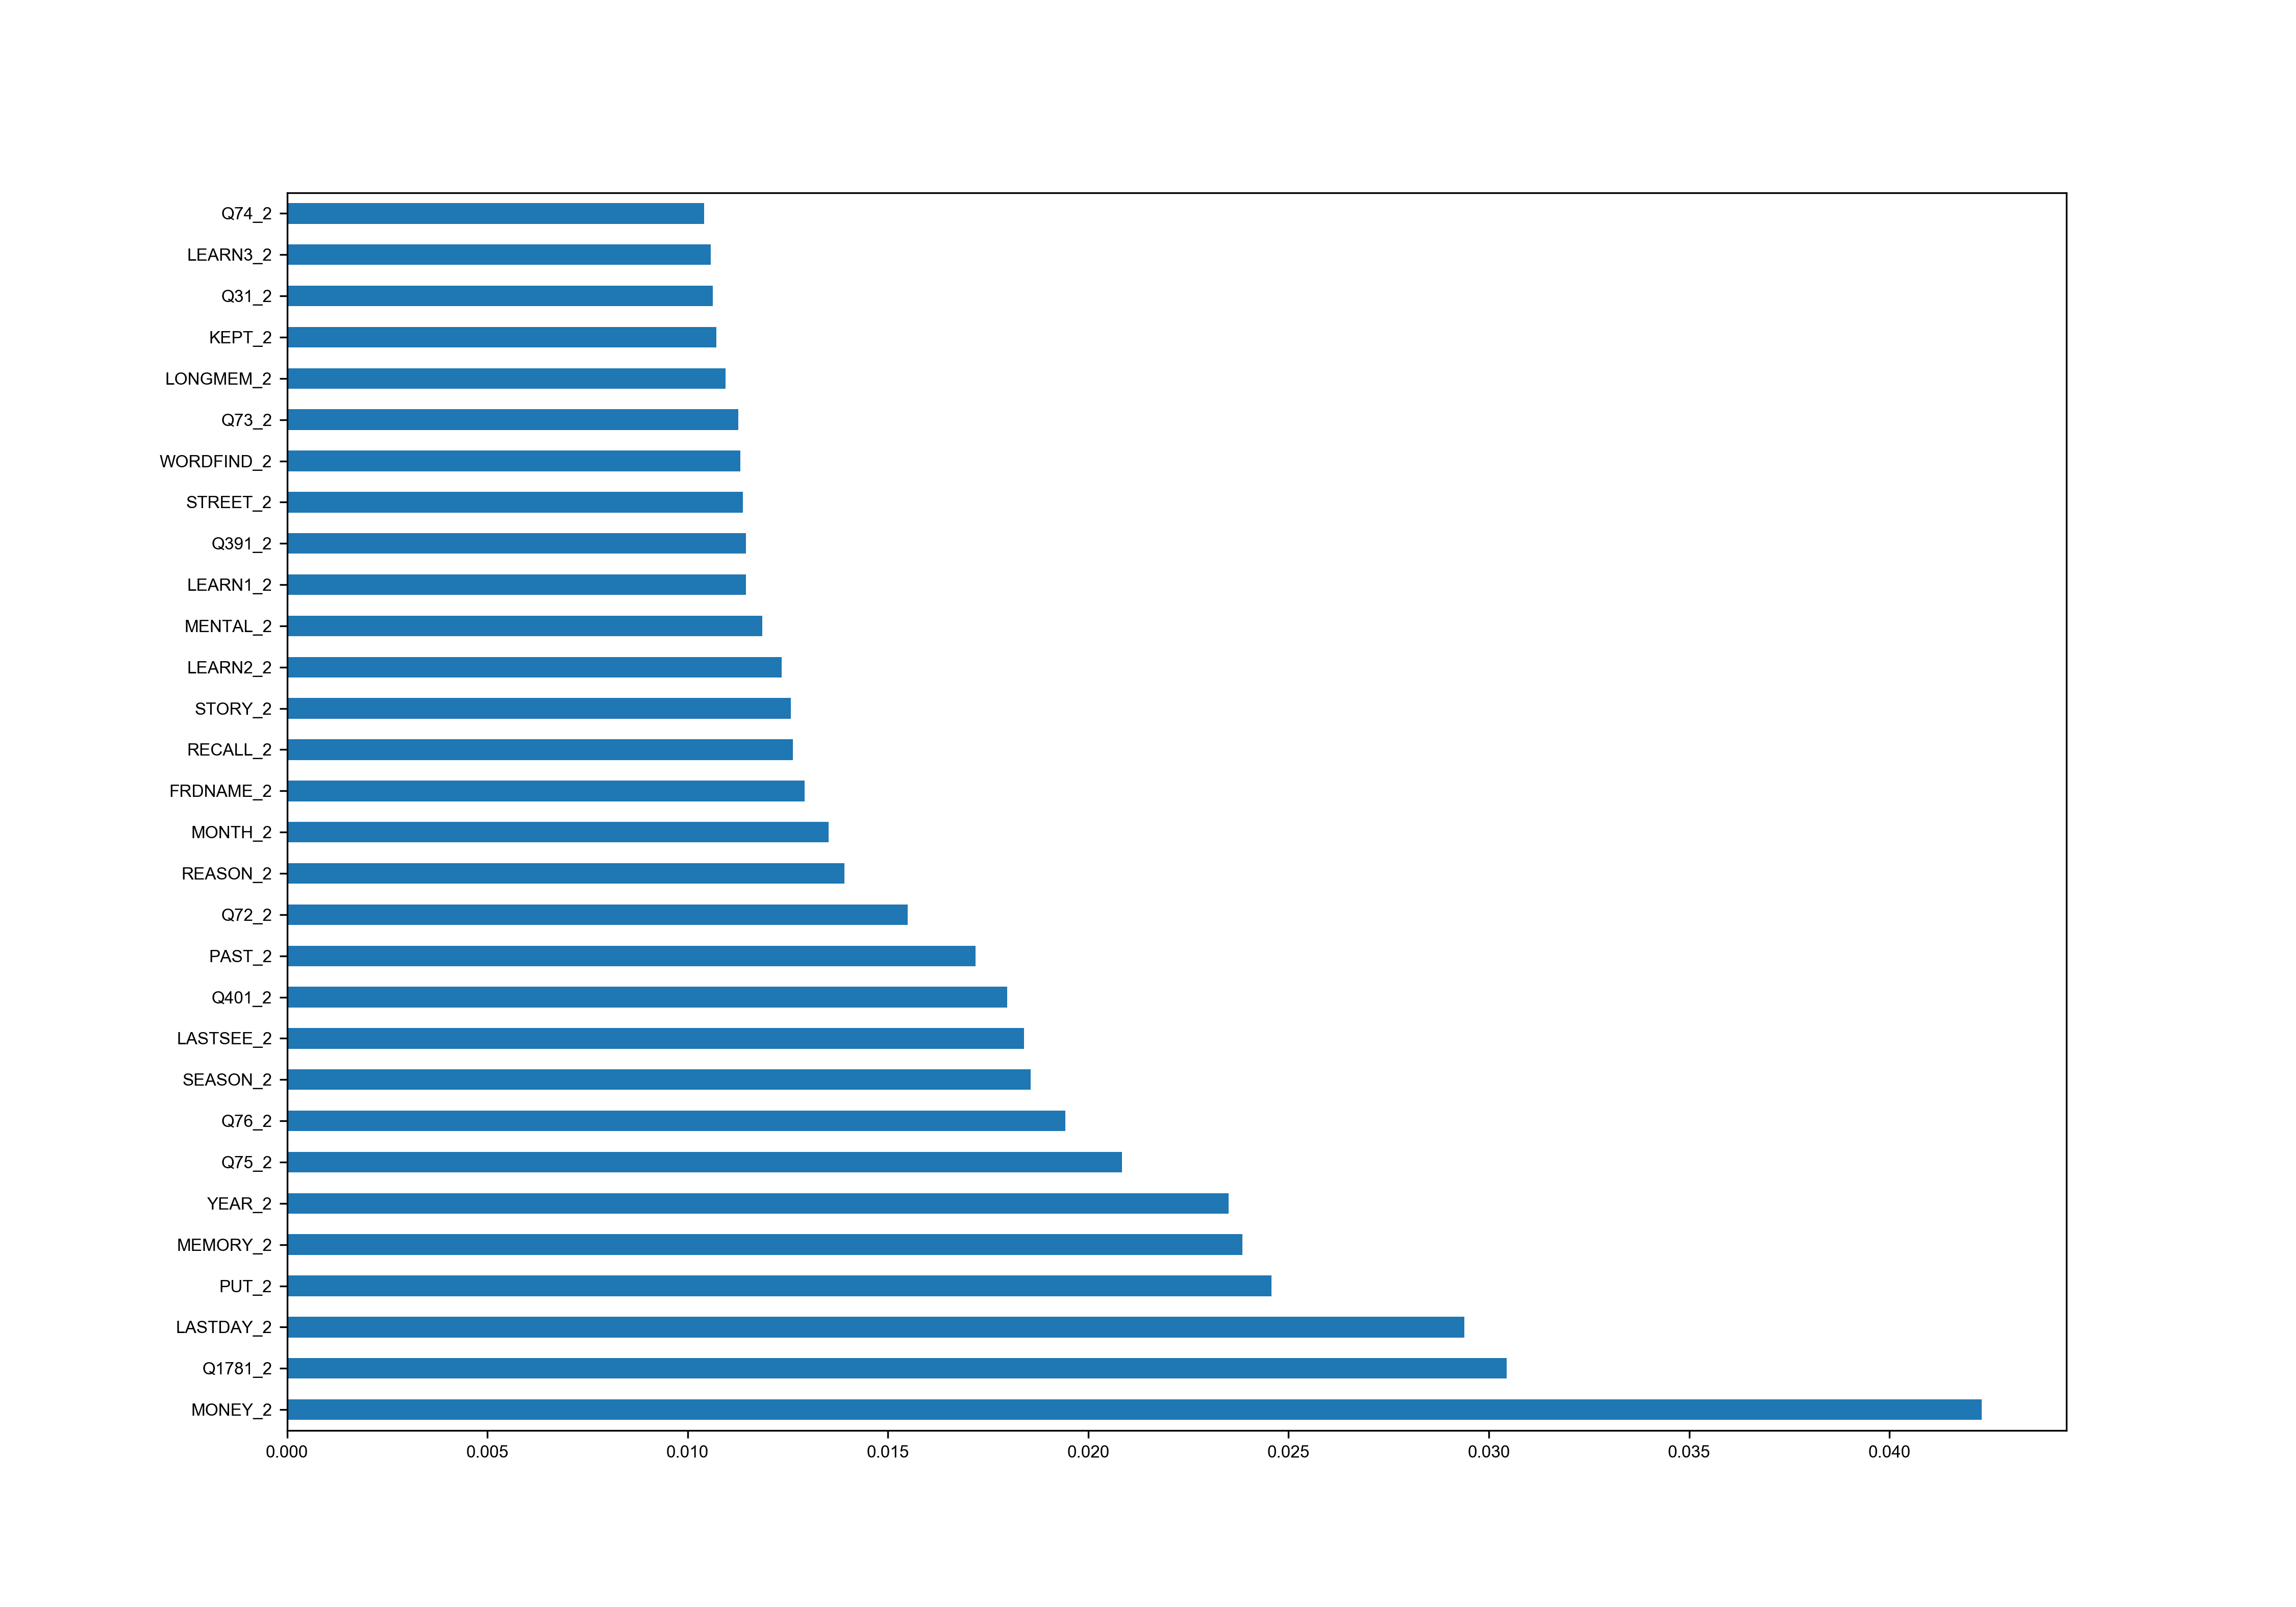 Q74_2
LEARN3_2
Q31_2
KEPT_2
LONGMEM_2
Q73_2
WORDFIND_2
STREET_2
Q391_2
LEARN1_2
MENTAL_2
LEARN2_2
STORY_2
RECALL_2
FRDNAME_2
MONTH_2
REASON_2
Q72_2
PAST_2
Q401_2
LASTSEE_2
SEASON_2
Q76_2
Q75_2
YEAR_2
MEMORY_2
PUT_2
LASTDAY_2
Q1781_2
MONEY_2
0.000 0.005 0.010 0.015 0.020 0.025 0.030 0.035 0.040